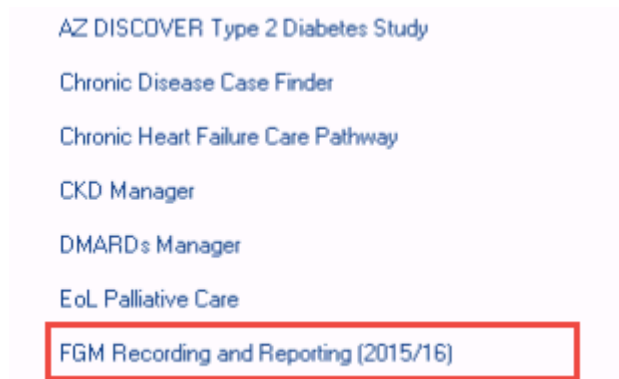 AZ DISCOVER Type 2 Diabetes Study
Chronic Disease Case Finder
Chronic Heart Failure Care Pathway
CKD Manager
DMARDs Manager
EoL Palliative Care
FGM Recording and Reporting (2015/16)